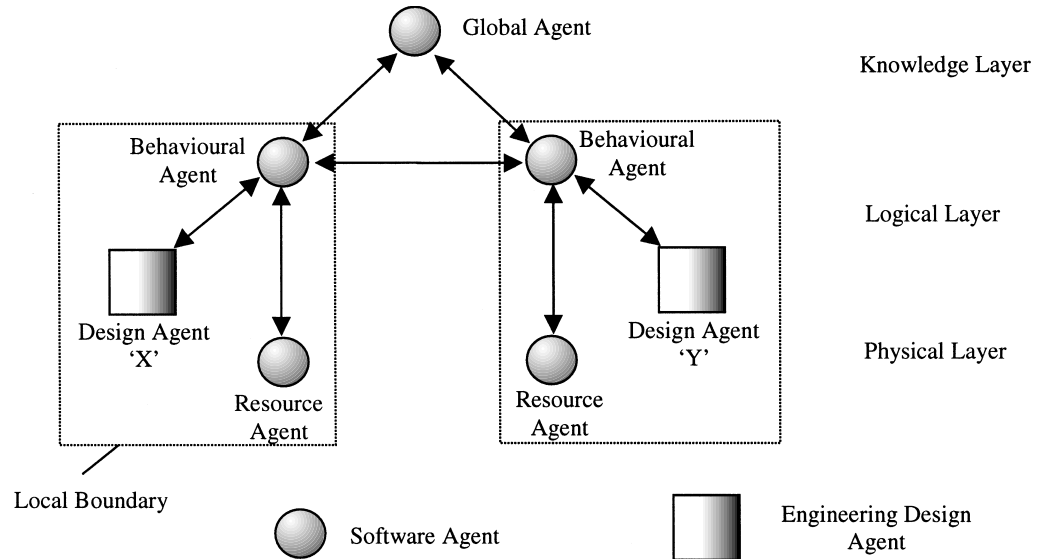 Global Agent
Knowledge Layer
Behavioural
Agent
Behavioural
Agent
Logical Layer
Design Agent
‘X’
Design Agent
‘Y’
Physical Layer
Resource
Agent
Resource
Agent
Local Boundary
Software Agent
Engineering Design
Agent